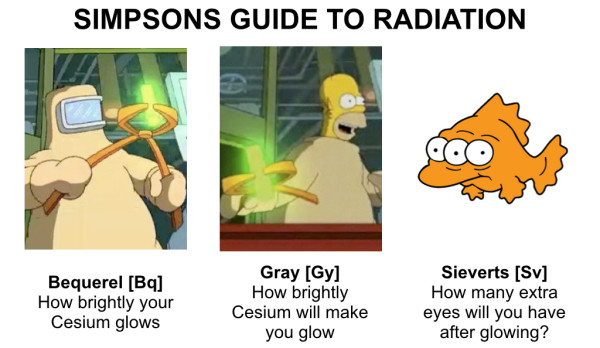 SIMPSONS GUIDE TO RADIATION
Bequerel [Bq]
How brightly your
Cesium glows
Gray [Gy]
How brightly
Cesium will make
you glow
Sieverts [Sv]
How many extra
eyes will you have
after glowing?